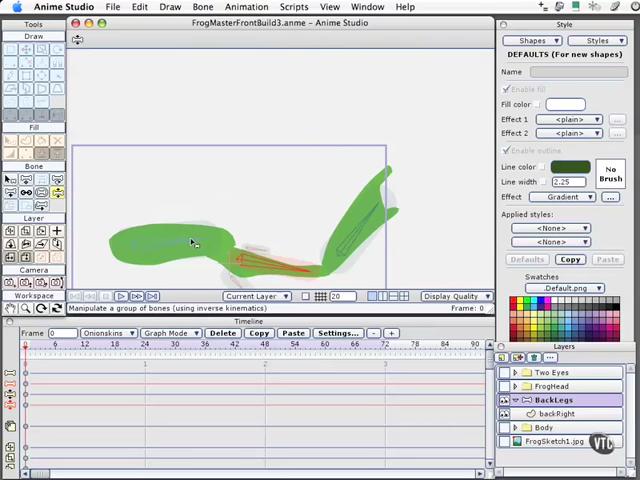 Anime Studio File Edit Draw Bone Animation Scripts View Window Help
Tools
FrogMasterFrontBuild3.anme - Anime Studio
Style
Draw
Shapes Styles
DEFAULTS (For new shapes)
Name
Enable fill
Fill color
Fill
Effect 1 <plain> ...
Effect 2 <plain> ...
Enable outline
Bone
Line color
No Brush
Line width 2.25
Effect Gradient ...
Layer
Applied styles:
<None>
<None>
Camera
Defaults Copy
Swatches
.Default.png
Workspace
Current Layer 20 Display Quality
Manipulate a group of bones (using inverse kinematics) Frame: 0
Timeline
Frame 0 Onionskins Graph Mode Delete Copy Paste Settings... - +
0 6 12 18 24 30 36 42 48 54 60 66 72 78 84 90
1 2 3
Layers
Two Eyes
FrogHead
BackLegs
backRight
Body
FrogSketch1.jpg
VTC